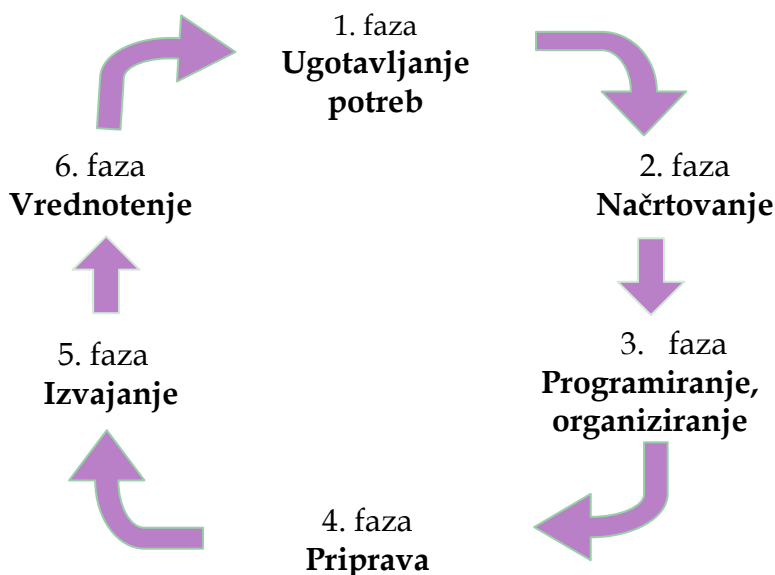 1. faza
Ugotavljanje
potreb
2. faza
Načrtovanje
3. faza
Programiranje,
organiziranje
4. faza
Priprava
5. faza
Izvajanje
6. faza
Vrednotenje